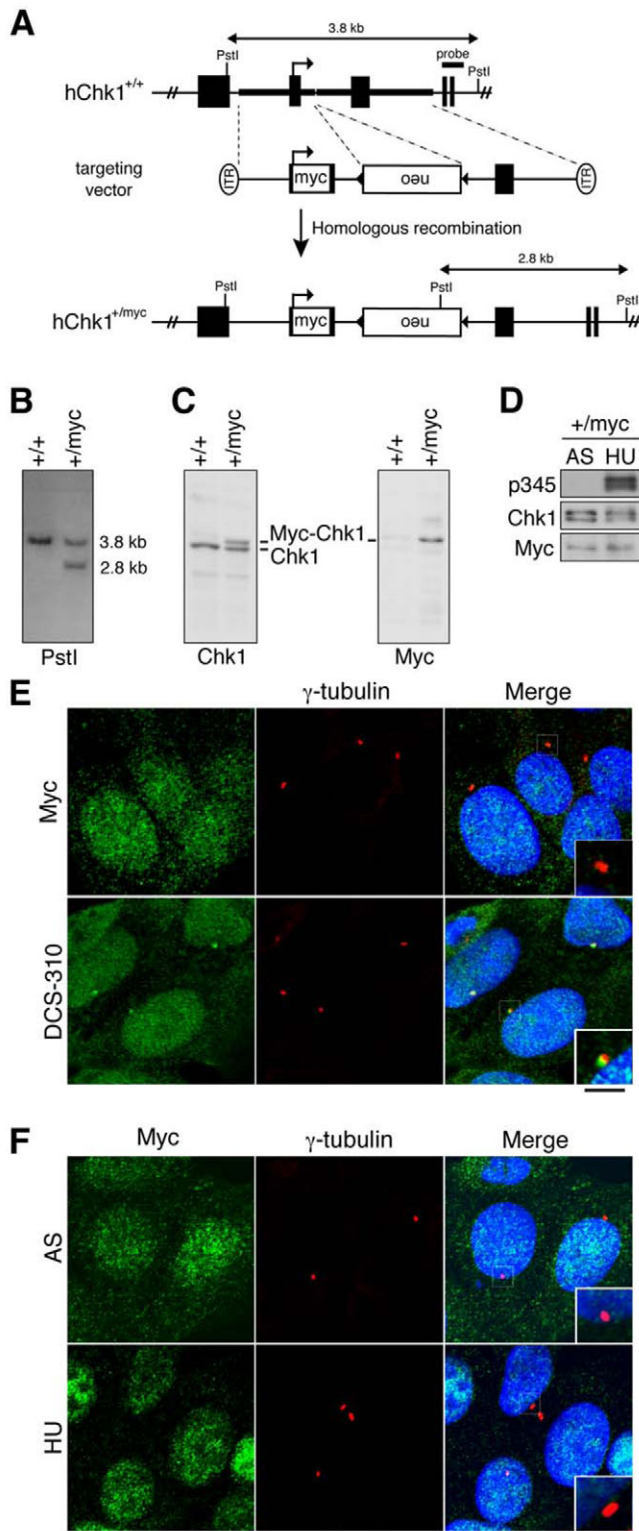 A
3.8 kb
PstI
probe
PstI
hChk1+/+
targeting vector
ITR
myc
neo
ITR
Homologous recombination
2.8 kb
PstI
PstI
PstI
hChk1+/myc
myc
neo
B
+/+
+/myc
3.8 kb
2.8 kb
PstI
C
+/+
+/myc
Myc-Chk1
Chk1
Chk1
+/+
+/myc
Myc
D
+/myc
AS HU
p345
Chk1
Myc
E
γ-tubulin
Merge
Myc
DCS-310
F
Myc
γ-tubulin
Merge
AS
HU